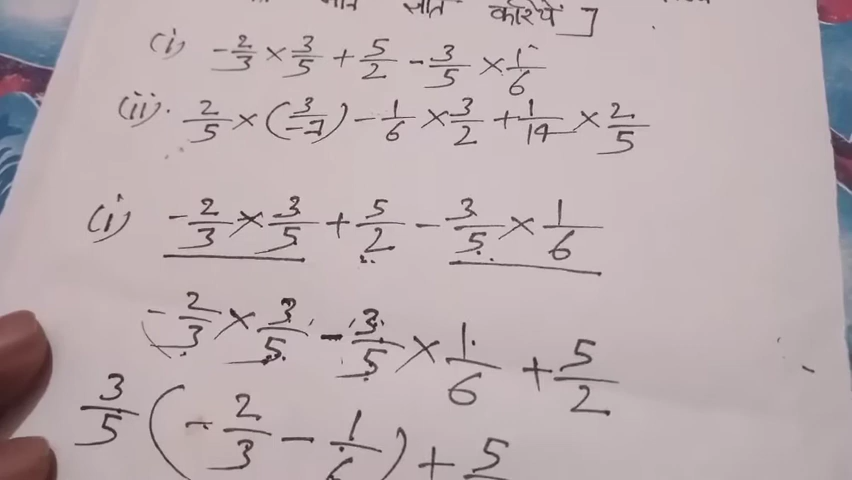 ज्ञात करिये ]
(i) -2/3 × 3/5 + 5/2 - 3/5 × 1/6
(ii). 2/5 × (3/-7) - 1/6 × 3/2 + 1/14 × 2/5
(i) -2/3 × 3/5 + 5/2 - 3/5 × 1/6
-2/3 × 3/5 - 3/5 × 1/6 + 5/2
3/5 (-2/3 - 1/6) + 5